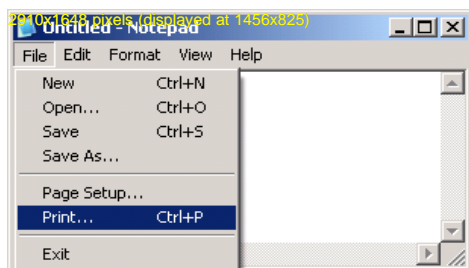 2910x1648 pixels (displayed at 1456x825)
Untitled - Notepad
File Edit Format View Help
New Ctrl+N
Open... Ctrl+O
Save Ctrl+S
Save As...
Page Setup...
Print... Ctrl+P
Exit